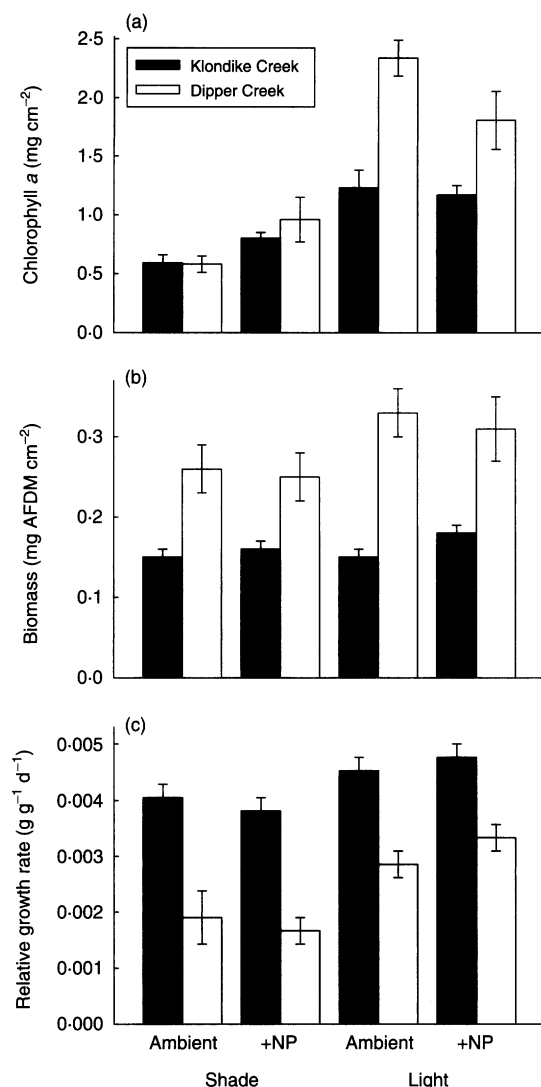 (a)
Klondike Creek
Dipper Creek
Chlorophyll a (mg cm−2)
2·5
2·0
1·5
1·0
0·5
0·0
(b)
Biomass (mg AFDM cm−2)
0·3
0·2
0·1
0·0
(c)
Relative growth rate (g g−1 d−1)
0·005
0·004
0·003
0·002
0·001
0·000
Ambient +NP Ambient +NP
Shade Light